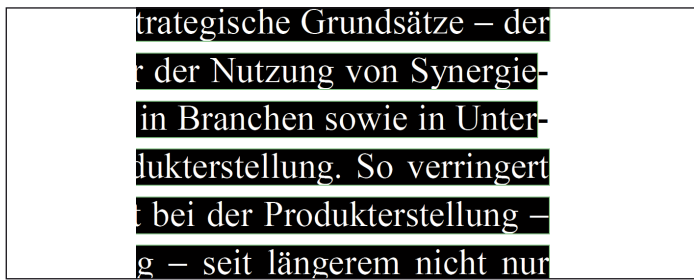 trategische Grundsätze – der
r der Nutzung von Synergie-
in Branchen sowie in Unter-
dukterstellung. So verringert
t bei der Produkterstellung –
g – seit längerem nicht nur